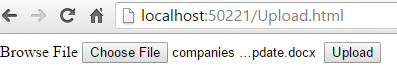 localhost:50221/Upload.html
Browse File Choose File companies ...pdate.docx Upload